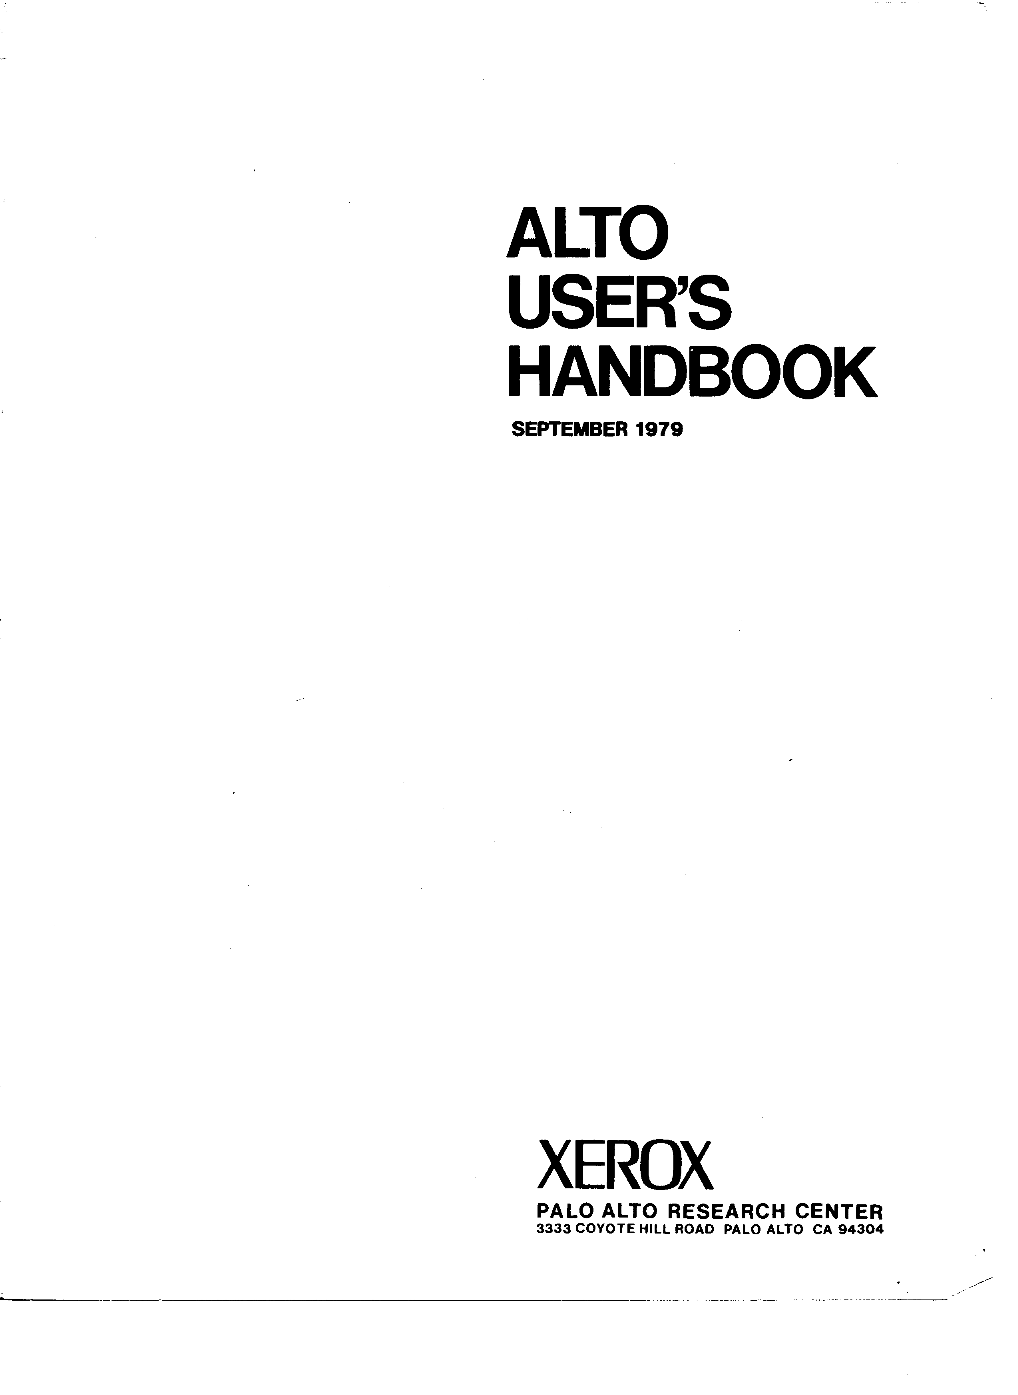 ALTO
USER'S
HANDBOOK
SEPTEMBER 1979
XEROX
PALO ALTO RESEARCH CENTER
3333 COYOTE HILL ROAD PALO ALTO CA 94304